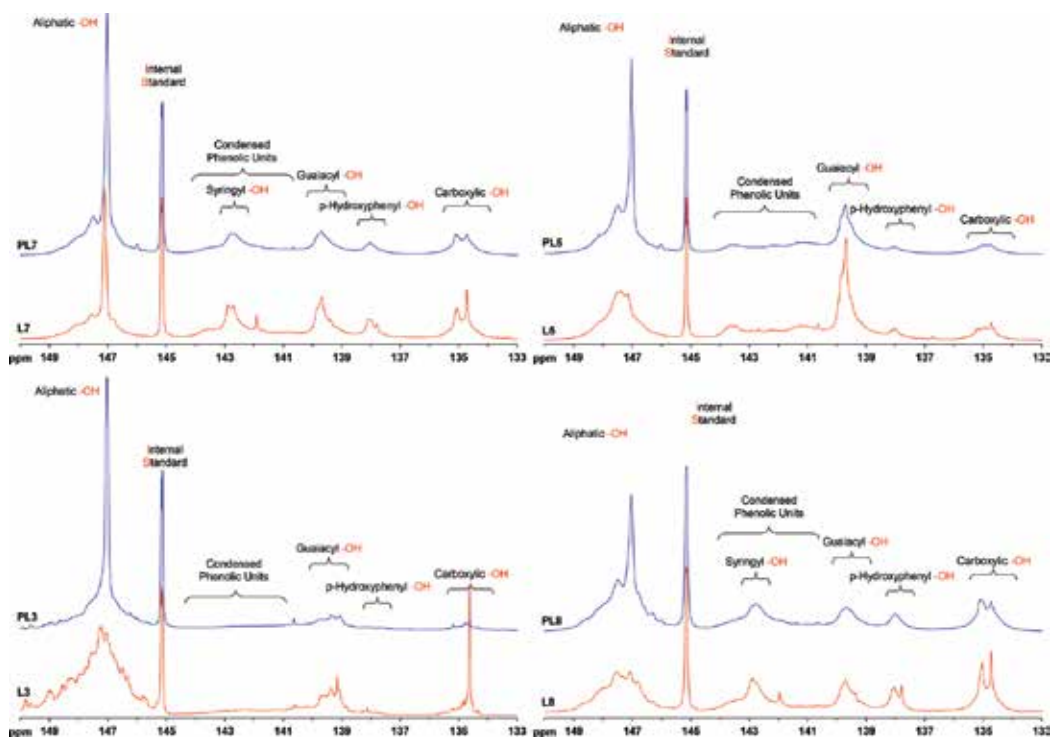 Aliphatic -OH
Internal
Standard
Condensed
Phenolic Units
Syringyl -OH
Guaiacyl -OH
p-Hydroxyphenyl -OH
Carboxylic -OH
PL7
L7
ppm 149 147 145 143 141 139 137 135 133
Aliphatic -OH
Internal
Standard
Condensed
Phenolic Units
Guaiacyl -OH
p-Hydroxyphenyl -OH
Carboxylic -OH
PL5
L5
ppm 149 147 145 143 141 139 137 135 133
Aliphatic -OH
Internal
Standard
Condensed
Phenolic Units
Guaiacyl -OH
p-Hydroxyphenyl -OH
Carboxylic -OH
PL3
L3
ppm 149 147 145 143 141 139 137 135 133
Aliphatic -OH
Internal
Standard
Condensed
Phenolic Units
Syringyl -OH
Guaiacyl -OH
p-Hydroxyphenyl -OH
Carboxylic -OH
PL8
L8
ppm 149 147 145 143 141 139 137 135 133